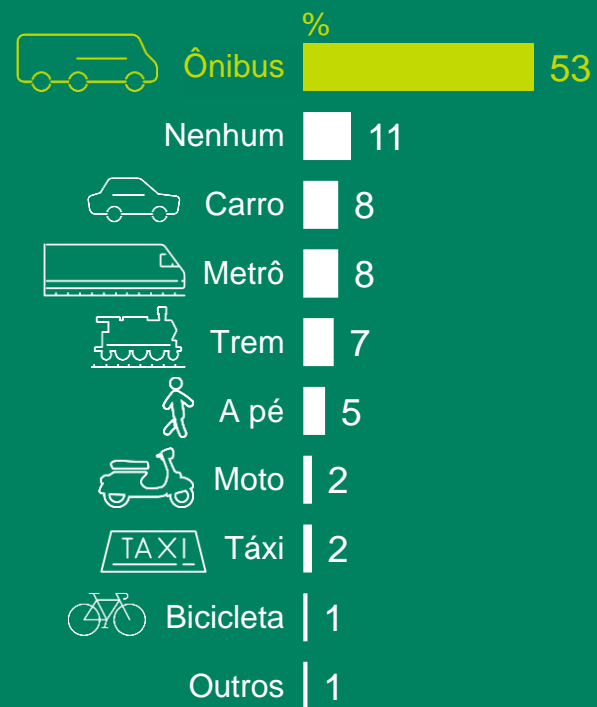 %
Ônibus 53
Nenhum 11
Carro 8
Metrô 8
Trem 7
A pé 5
Moto 2
TAXI Táxi 2
Bicicleta 1
Outros 1